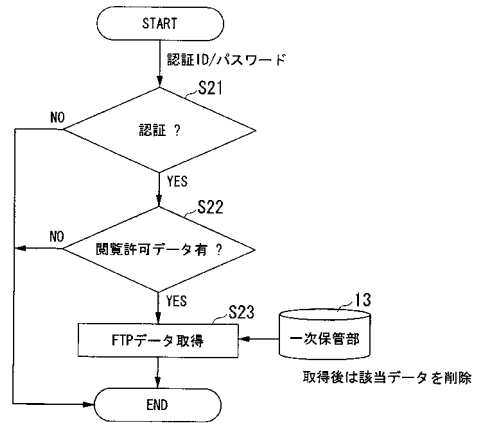 START
認証ID/パスワード
S21
認証 ?
NO
YES
S22
閲覧許可データ有 ?
NO
YES
S23
FTPデータ取得
13
一次保管部
取得後は該当データを削除
END